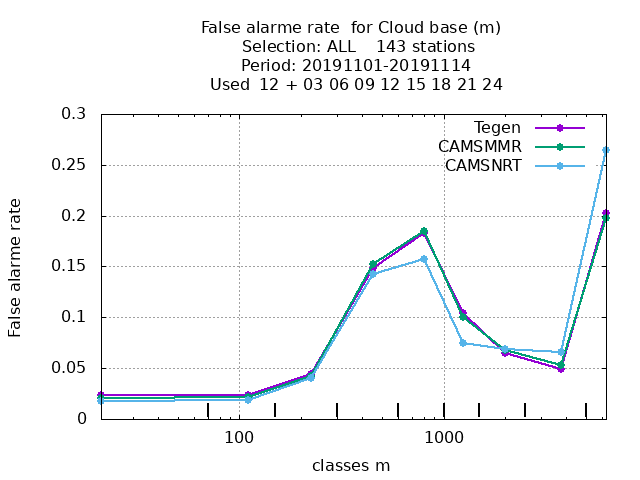 False alarme rate  for Cloud base (m)
Selection: ALL    143 stations
Period: 20191101-20191114
Used  12 + 03 06 09 12 15 18 21 24
0.3
0.25
0.2
0.15
0.1
0.05
0
False alarme rate
Tegen
CAMSMMR
CAMSNRT
100
1000
classes m